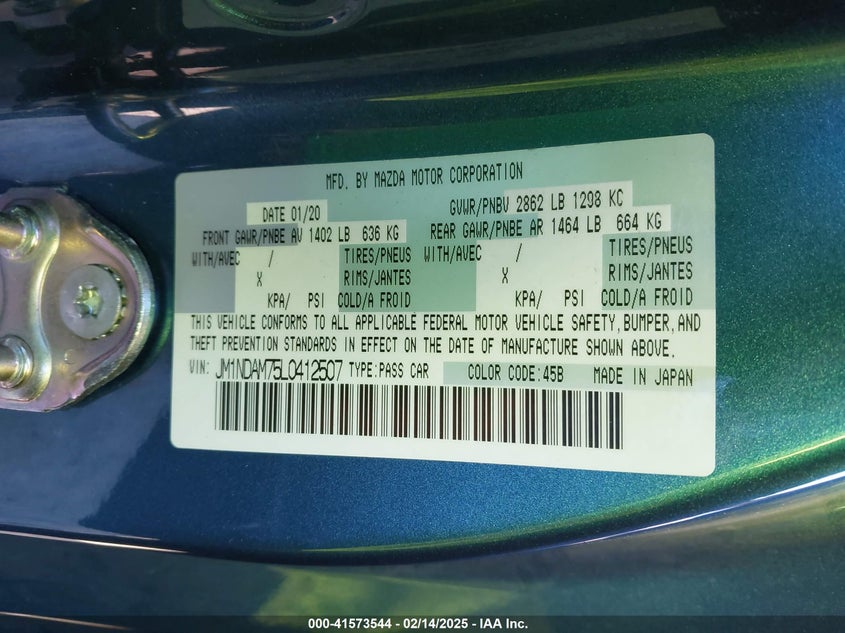 MFD. BY MAZDA MOTOR CORPORATION
DATE 01/20 GVWR/PNBV 2862 LB 1298 KC
FRONT GAWR/PNBE AV 1402 LB 636 KG REAR GAWR/PNBE AR 1464 LB 664 KG
WITH/AVEC / TIRES/PNEUS WITH/AVEC / TIRES/PNEUS
X RIMS/JANTES X RIMS/JANTES
KPA/ PSI COLD/A FROID KPA/ PSI COLD/A FROID
THIS VEHICLE CONFORMS TO ALL APPLICABLE FEDERAL MOTOR VEHICLE SAFETY, BUMPER, AND
THEFT PREVENTION STANDARDS IN EFFECT ON THE DATE OF MANUFACTURE SHOWN ABOVE.
VIN: JM1NDAM75L0412507 TYPE:PASS CAR COLOR CODE:45B MADE IN JAPAN
000-41573544 / 02/14/2025 - IAA Inc.